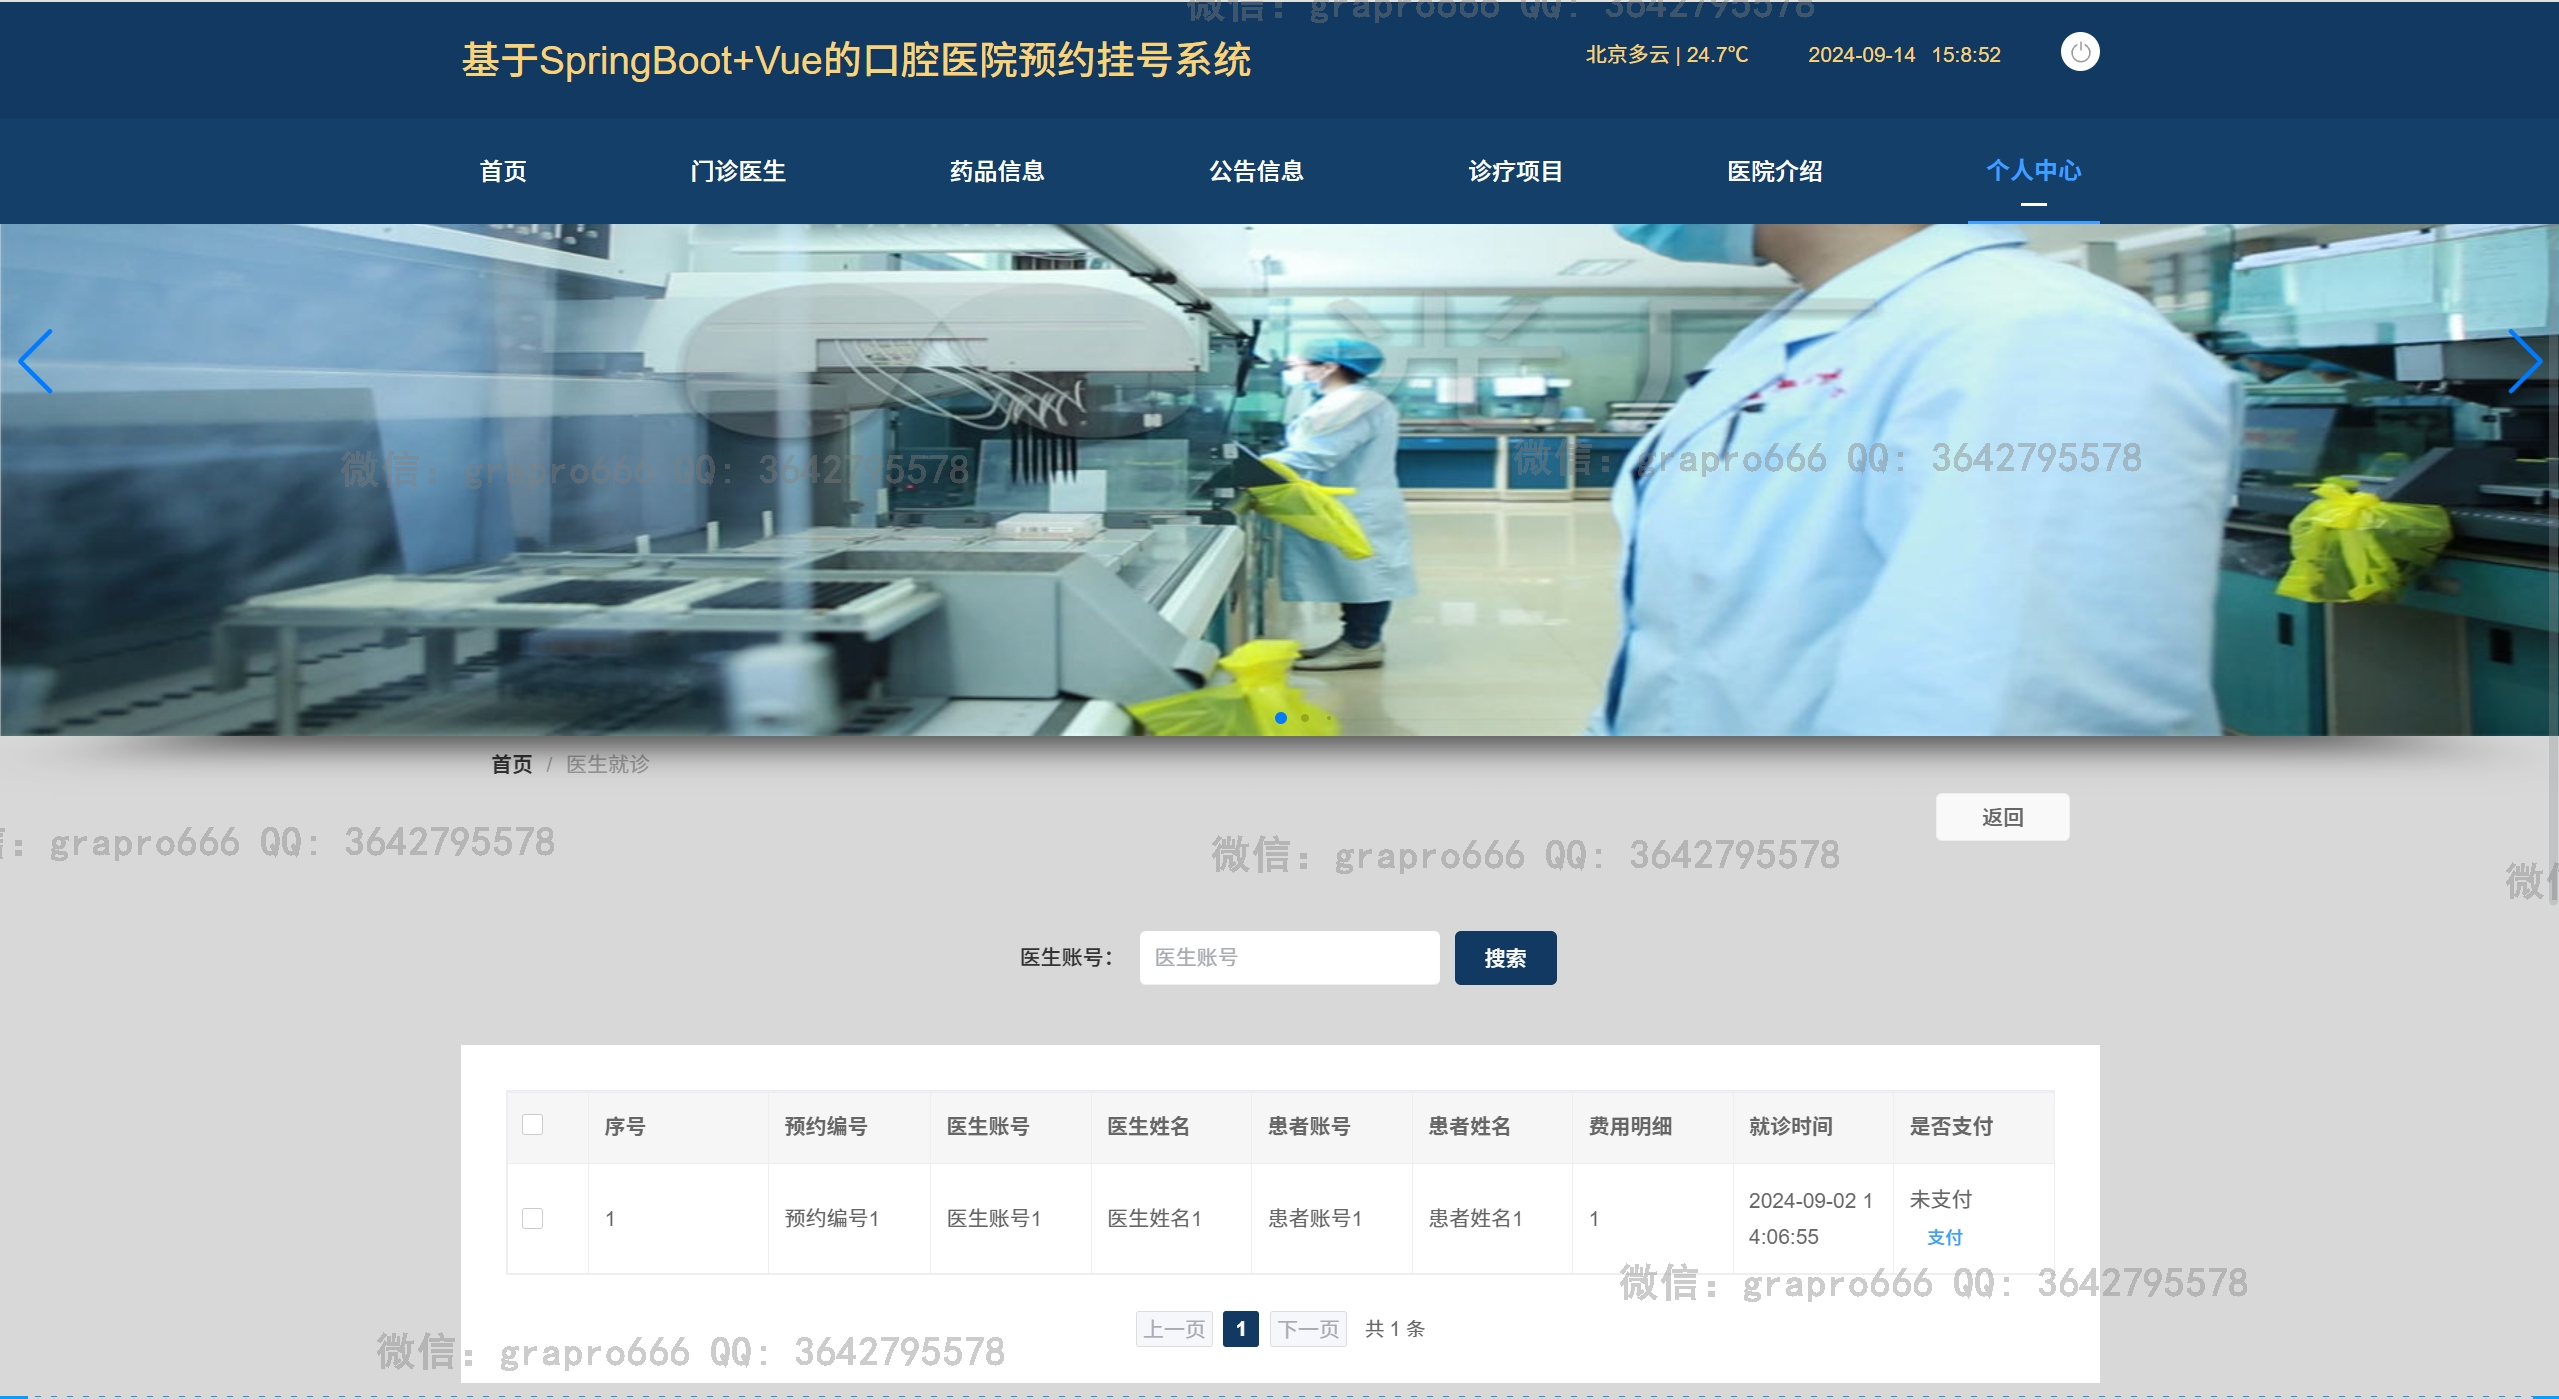 微信: grapro666 QQ: 3642795578
基于SpringBoot+Vue的口腔医院预约挂号系统
北京多云 | 24.7℃ 2024-09-14 15:8:52
首页 门诊医生 药品信息 公告信息 诊疗项目 医院介绍 个人中心
微信: grapro666 QQ: 3642795578
微信: grapro666 QQ: 3642795578
首页 / 医生就诊
返回
: grapro666 QQ: 3642795578
微信: grapro666 QQ: 3642795578
微
医生账号: 医生账号 搜索
序号 预约编号 医生账号 医生姓名 患者账号 患者姓名 费用明细 就诊时间 是否支付
1 预约编号1 医生账号1 医生姓名1 患者账号1 患者姓名1 1 2024-09-02 1 未支付
4:06:55 支付
微信: grapro666 QQ: 3642795578
上一页 1 下一页 共 1 条
微信: grapro666 QQ: 3642795578